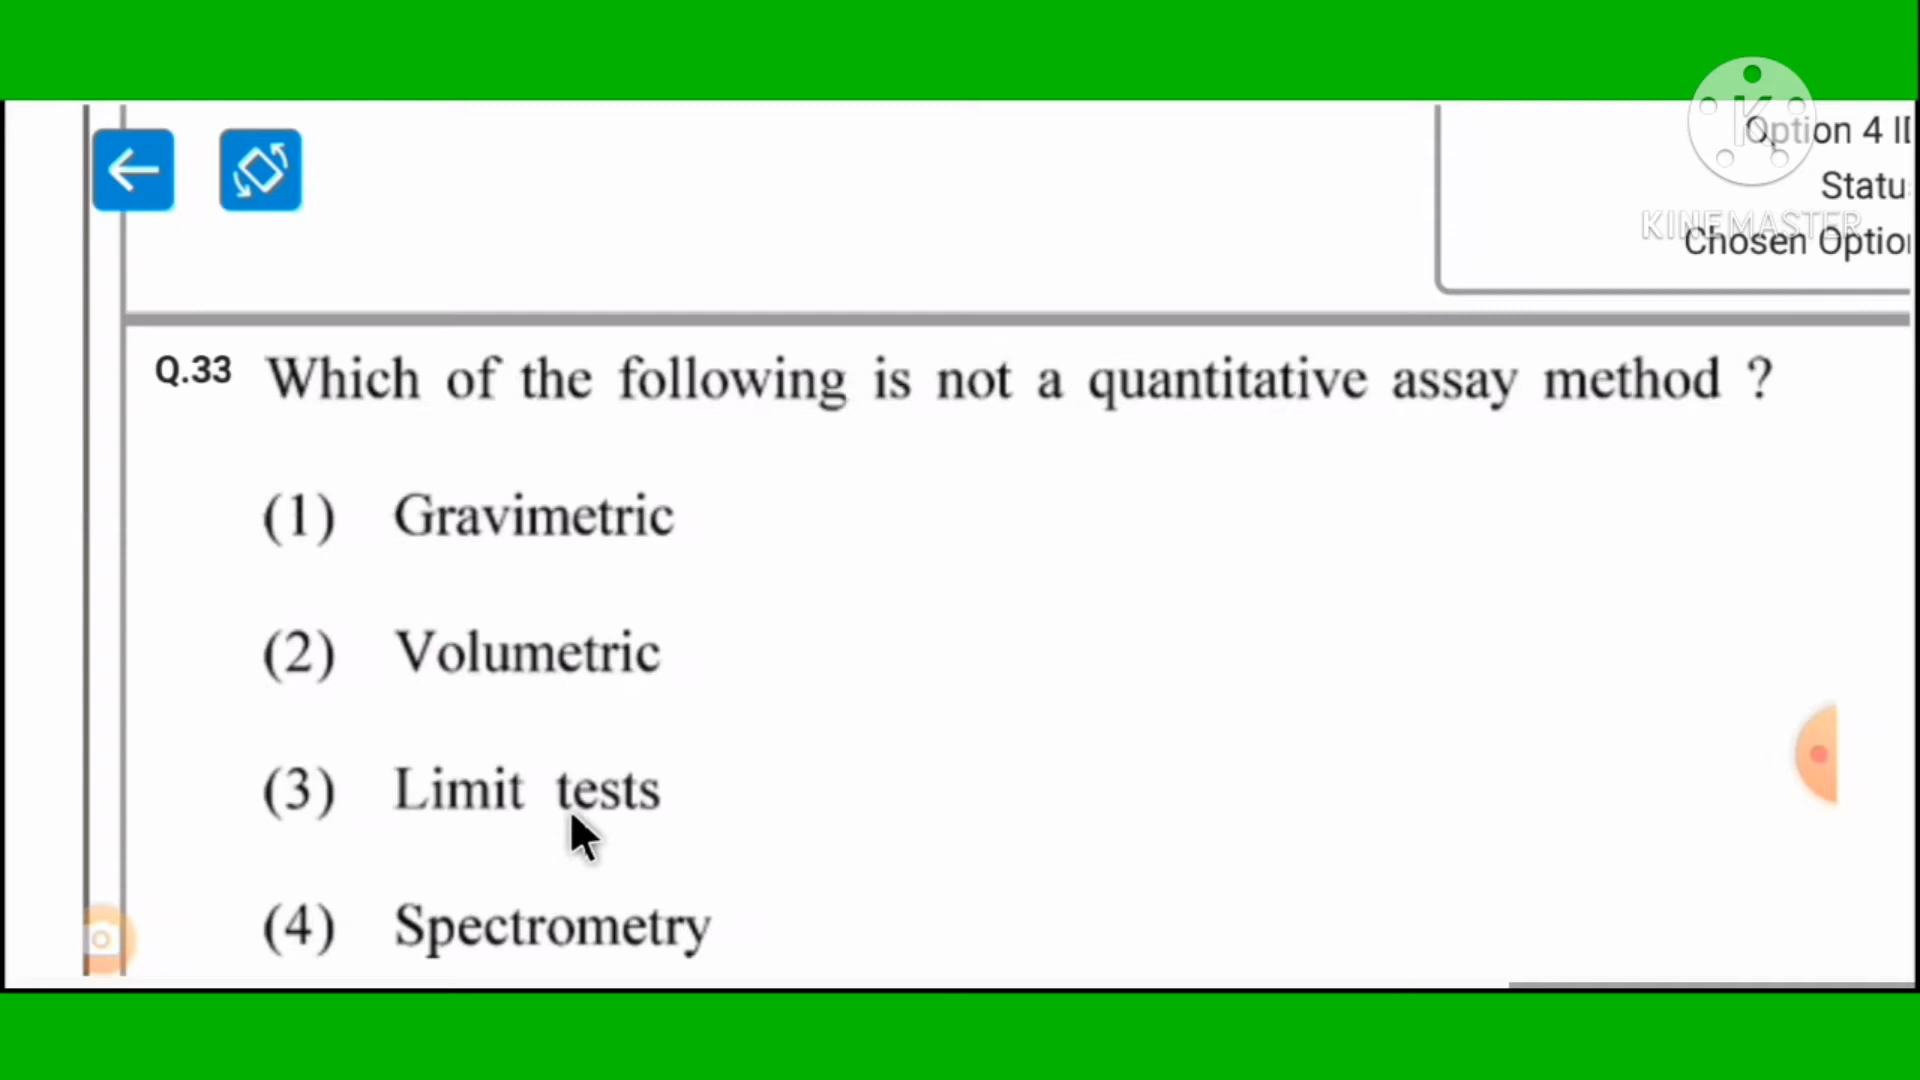 Option 4 I
Statu
KINEMASTER
Chosen Optio
Q.33 Which of the following is not a quantitative assay method ?
(1) Gravimetric
(2) Volumetric
(3) Limit tests
(4) Spectrometry